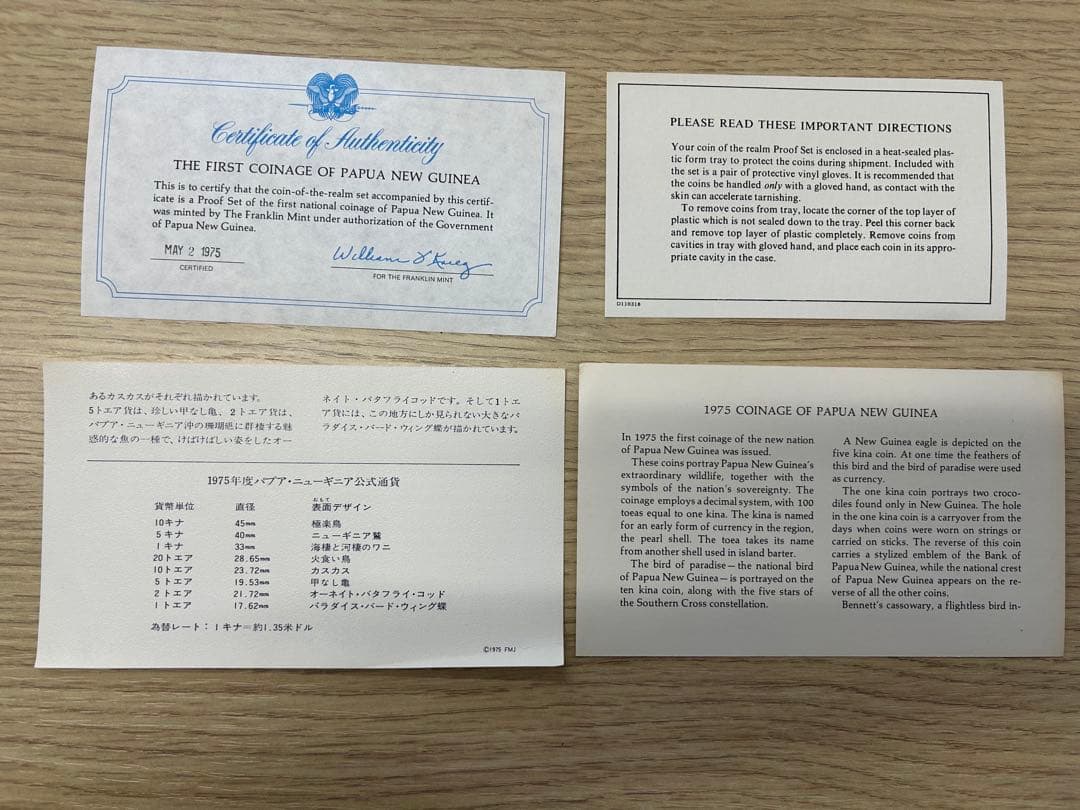 Certificate of Authenticity
THE FIRST COINAGE OF PAPUA NEW GUINEA
This is to certify that the coin-of-the-realm set accompanied by this certif-
icate is a Proof Set of the first national coinage of Papua New Guinea. It
was minted by The Franklin Mint under authorization of the Government
of Papua New Guinea.
MAY 2 1975
CERTIFIED
FOR THE FRANKLIN MINT
PLEASE READ THESE IMPORTANT DIRECTIONS
Your coin of the realm Proof Set is enclosed in a heat-sealed plas-
tic form tray to protect the coins during shipment. Included with
the set is a pair of protective vinyl gloves. It is recommended that
the coins be handled only with a gloved hand, as contact with the
skin can accelerate tarnishing.
To remove coins from tray, locate the corner of the top layer of
plastic which is not sealed down to the tray. Peel this corner back
and remove top layer of plastic completely. Remove coins from
cavities in tray with gloved hand, and place each coin in its appro-
priate cavity in the case.
D110318
あるカスカスがそれぞれ描かれています。
5トエア貨は、珍しい甲なし亀、2トエア貨は、
パプア・ニューギニア沖の珊瑚礁に群棲する魅
惑的な魚の一種で、けばけばしい姿をしたオー
ネイト・バタフライコッドです。そして1トエ
ア貨には、この地方にしか見られない大きなパ
ラダイス・バード・ウィング蝶が描かれています。
1975年度パプア・ニューギニア公式通貨
貨幣単位 直径 表面デザイン
おもて
10キナ 45mm 極楽鳥
5キナ 40mm ニューギニア鷲
1キナ 33mm 海棲と河棲のワニ
20トエア 28.65mm 火食い鳥
10トエア 23.72mm カスカス
5トエア 19.53mm 甲なし亀
2トエア 21.72mm オーネイト・バタフライ・コッド
1トエア 17.62mm パラダイス・バード・ウィング蝶
為替レート：1キナ＝約1.35米ドル
©1975 FMJ
1975 COINAGE OF PAPUA NEW GUINEA
In 1975 the first coinage of the new nation
of Papua New Guinea was issued.
These coins portray Papua New Guinea's
extraordinary wildlife, together with the
symbols of the nation's sovereignty. The
coinage employs a decimal system, with 100
toeas equal to one kina. The kina is named
for an early form of currency in the region,
the pearl shell. The toea takes its name
from another shell used in island barter.
The bird of paradise—the national bird
of Papua New Guinea—is portrayed on the
ten kina coin, along with the five stars of
the Southern Cross constellation.
A New Guinea eagle is depicted on the
five kina coin. At one time the feathers of
this bird and the bird of paradise were used
as currency.
The one kina coin portrays two croco-
diles found only in New Guinea. The hole
in the one kina coin is a carryover from the
days when coins were worn on strings or
carried on sticks. The reverse of this coin
carries a stylized emblem of the Bank of
Papua New Guinea, while the national crest
of Papua New Guinea appears on the re-
verse of all the other coins.
Bennett's cassowary, a flightless bird in-